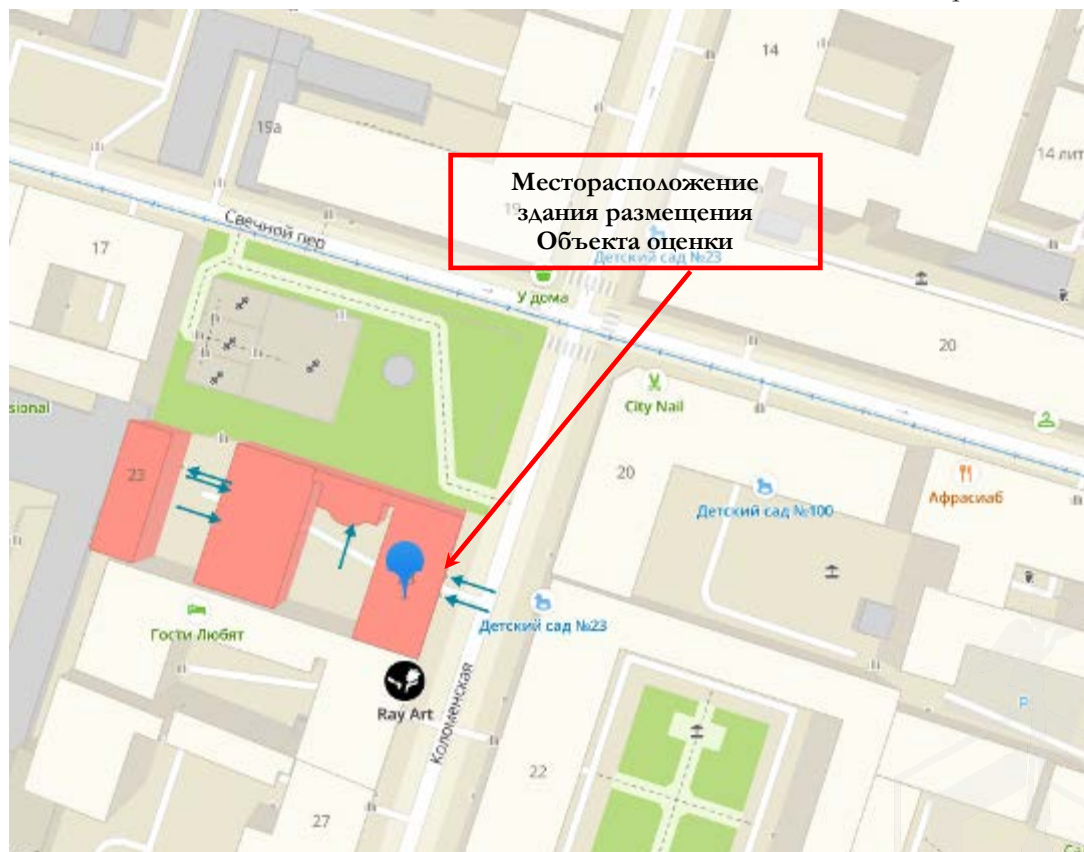 14
19а
14 лит
Месторасположение
здания размещения
Объекта оценки
19
Детский сад №23
Свечной пер
17
У дома
20
City Nail
sional
23
20
Детский сад №100
Афрасиаб
Гости Любят
Детский сад №23
Ray Art
Коломенская
22
27